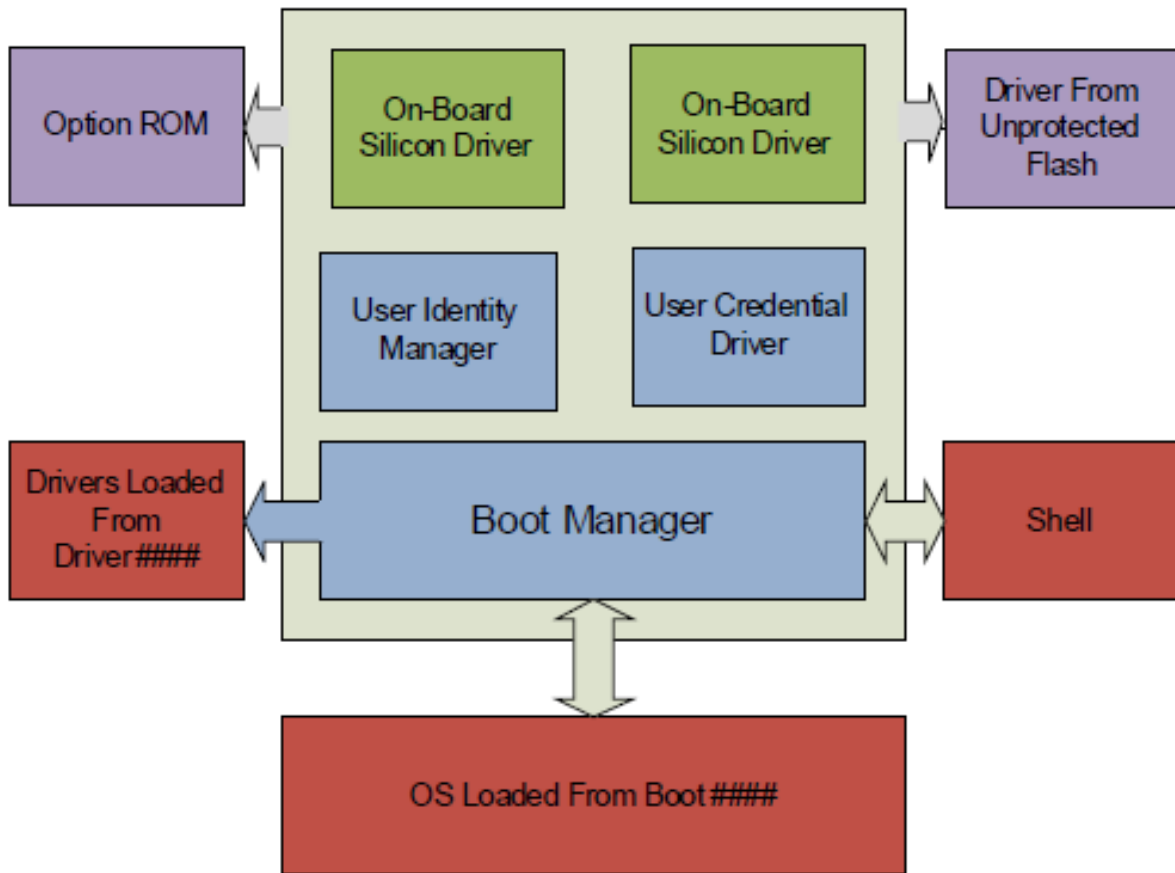 Option ROM
On-Board
Silicon Driver
On-Board
Silicon Driver
Driver From
Unprotected
Flash
User Identity
Manager
User Credential
Driver
Drivers Loaded
From
Driver####
Boot Manager
Shell
OS Loaded From Boot ####